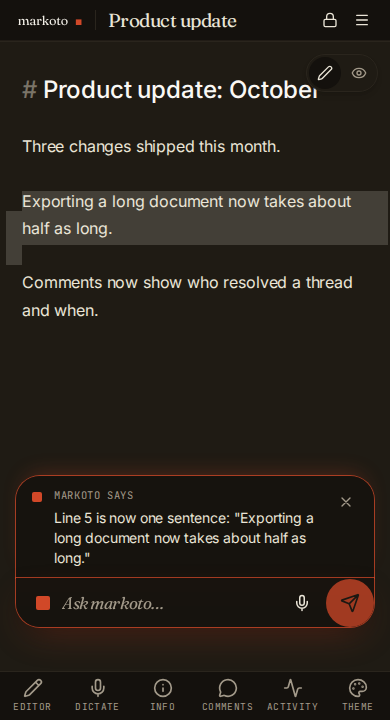 markoto
Product update
# Product update: October
Three changes shipped this month.
Exporting a long document now takes about
half as long.
Comments now show who resolved a thread
and when.
MARKOTO SAYS
Line 5 is now one sentence: "Exporting a
long document now takes about half as
long."
Ask markoto...
EDITOR DICTATE INFO COMMENTS ACTIVITY THEME